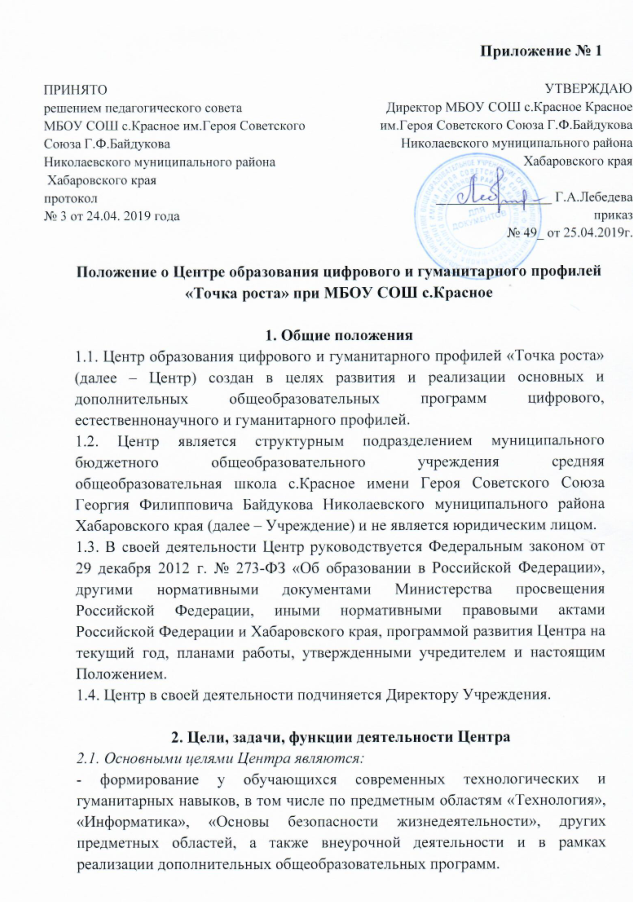 Приложение № 1
ПРИНЯТО
решением педагогического совета
МБОУ СОШ с.Красное им.Героя Советского
Союза Г.Ф.Байдукова
Николаевского муниципального района
Хабаровского края
протокол
№ 3 от 24.04. 2019 года
УТВЕРЖДАЮ
Директор МБОУ СОШ с.Красное Красное
им.Героя Советского Союза Г.Ф.Байдукова
Николаевского муниципального района
Хабаровского края
Г.А.Лебедева
приказ
№ 49_ от 25.04.2019г.
ДЛЯ
ДОКУМЕНТОВ
Положение о Центре образования цифрового и гуманитарного профилей
«Точка роста» при МБОУ СОШ с.Красное
1. Общие положения
1.1. Центр образования цифрового и гуманитарного профилей «Точка роста»
(далее – Центр) создан в целях развития и реализации основных и
дополнительных общеобразовательных программ цифрового,
естественнонаучного и гуманитарного профилей.
1.2. Центр является структурным подразделением муниципального
бюджетного общеобразовательного учреждения средняя
общеобразовательная школа с.Красное имени Героя Советского Союза
Георгия Филипповича Байдукова Николаевского муниципального района
Хабаровского края (далее – Учреждение) и не является юридическим лицом.
1.3. В своей деятельности Центр руководствуется Федеральным законом от
29 декабря 2012 г. № 273-ФЗ «Об образовании в Российской Федерации»,
другими нормативными документами Министерства просвещения
Российской Федерации, иными нормативными правовыми актами
Российской Федерации и Хабаровского края, программой развития Центра на
текущий год, планами работы, утвержденными учредителем и настоящим
Положением.
1.4. Центр в своей деятельности подчиняется Директору Учреждения.
2. Цели, задачи, функции деятельности Центра
2.1. Основными целями Центра являются:
- формирование у обучающихся современных технологических и
гуманитарных навыков, в том числе по предметным областям «Технология»,
«Информатика», «Основы безопасности жизнедеятельности», других
предметных областей, а также внеурочной деятельности и в рамках
реализации дополнительных общеобразовательных программ.